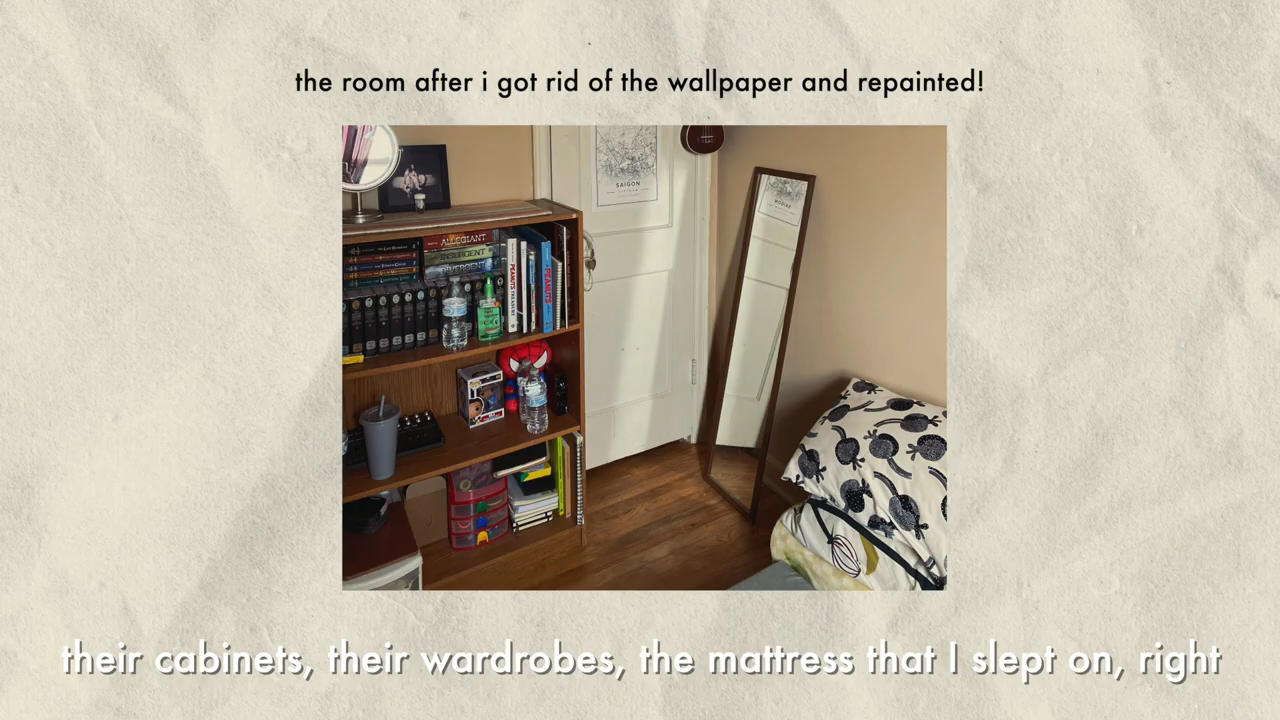 the room after i got rid of the wallpaper and repainted!
SAIGON
ALLEGIANT
INSURGENT
DIVERGENT
PEANUTS
PEANUTS
their cabinets, their wardrobes, the mattress that I slept on, right